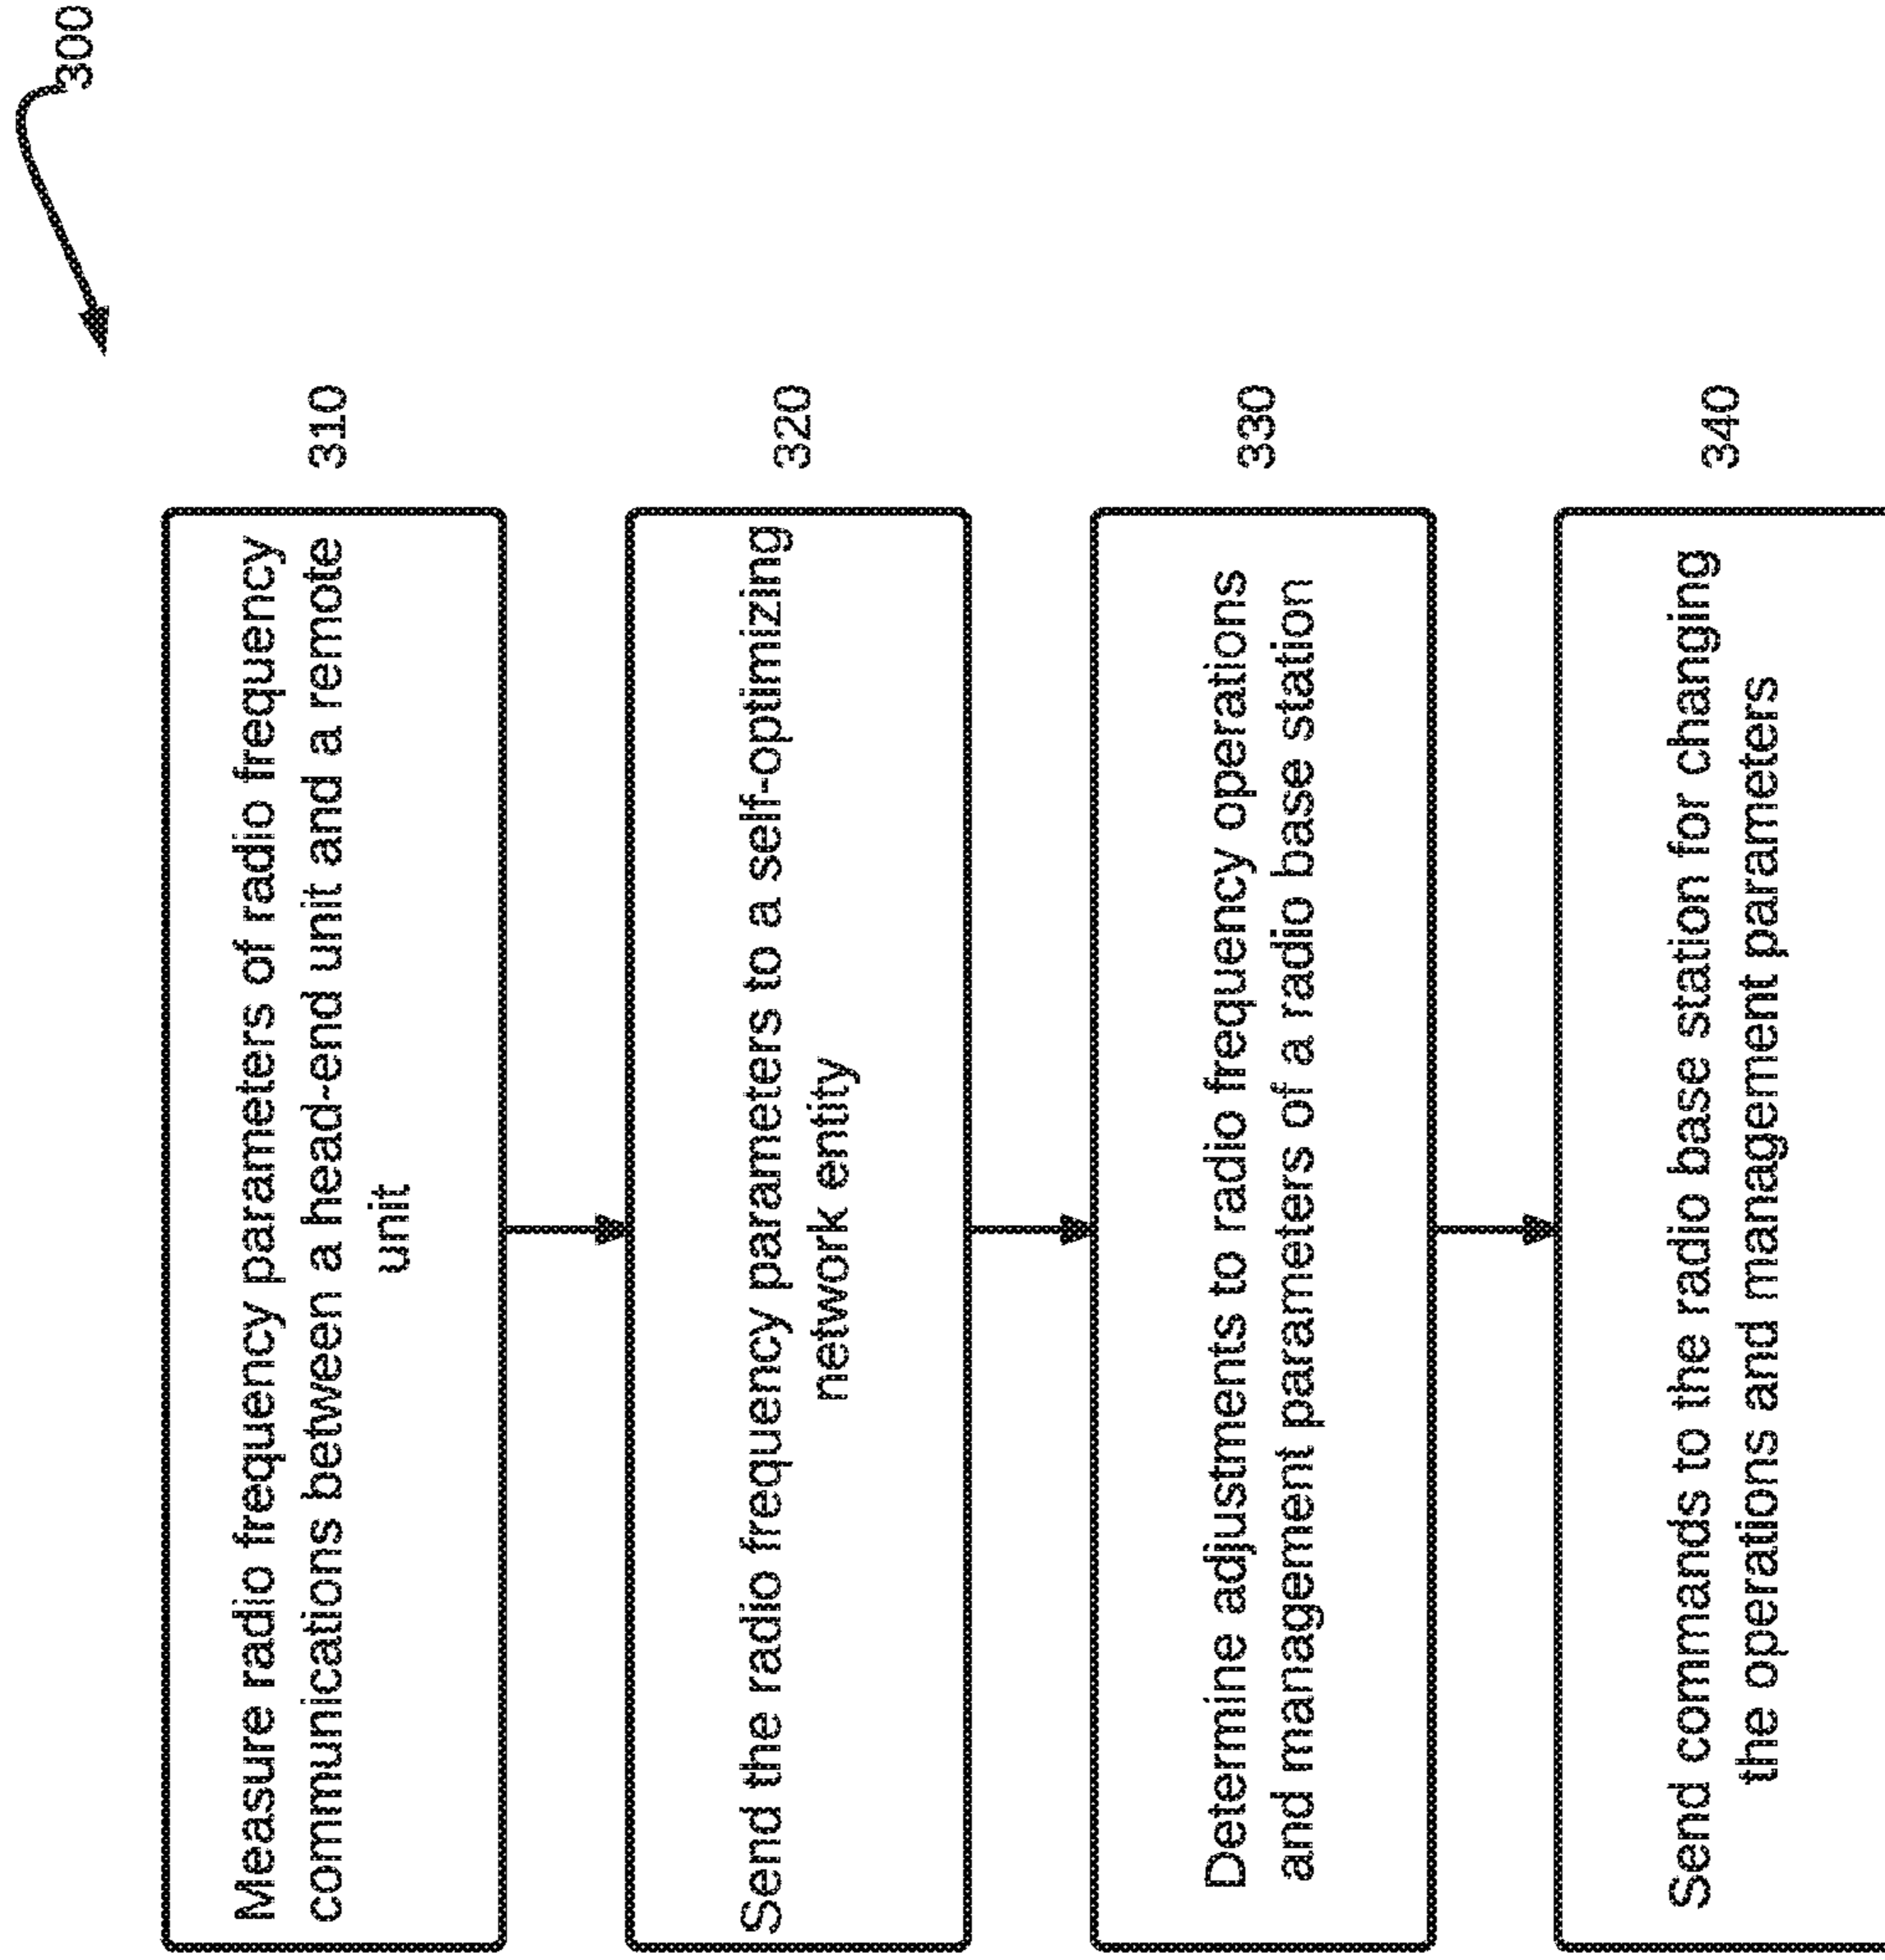 300
Measure radio frequency parameters of radio frequency
communications between a head-end unit and a remote
unit
310
Send the radio frequency parameters to a self-optimizing
network entity
320
Determine adjustments to radio frequency operations
and management parameters of a radio base station
330
Send commands to the radio base station for changing
the operations and management parameters
340